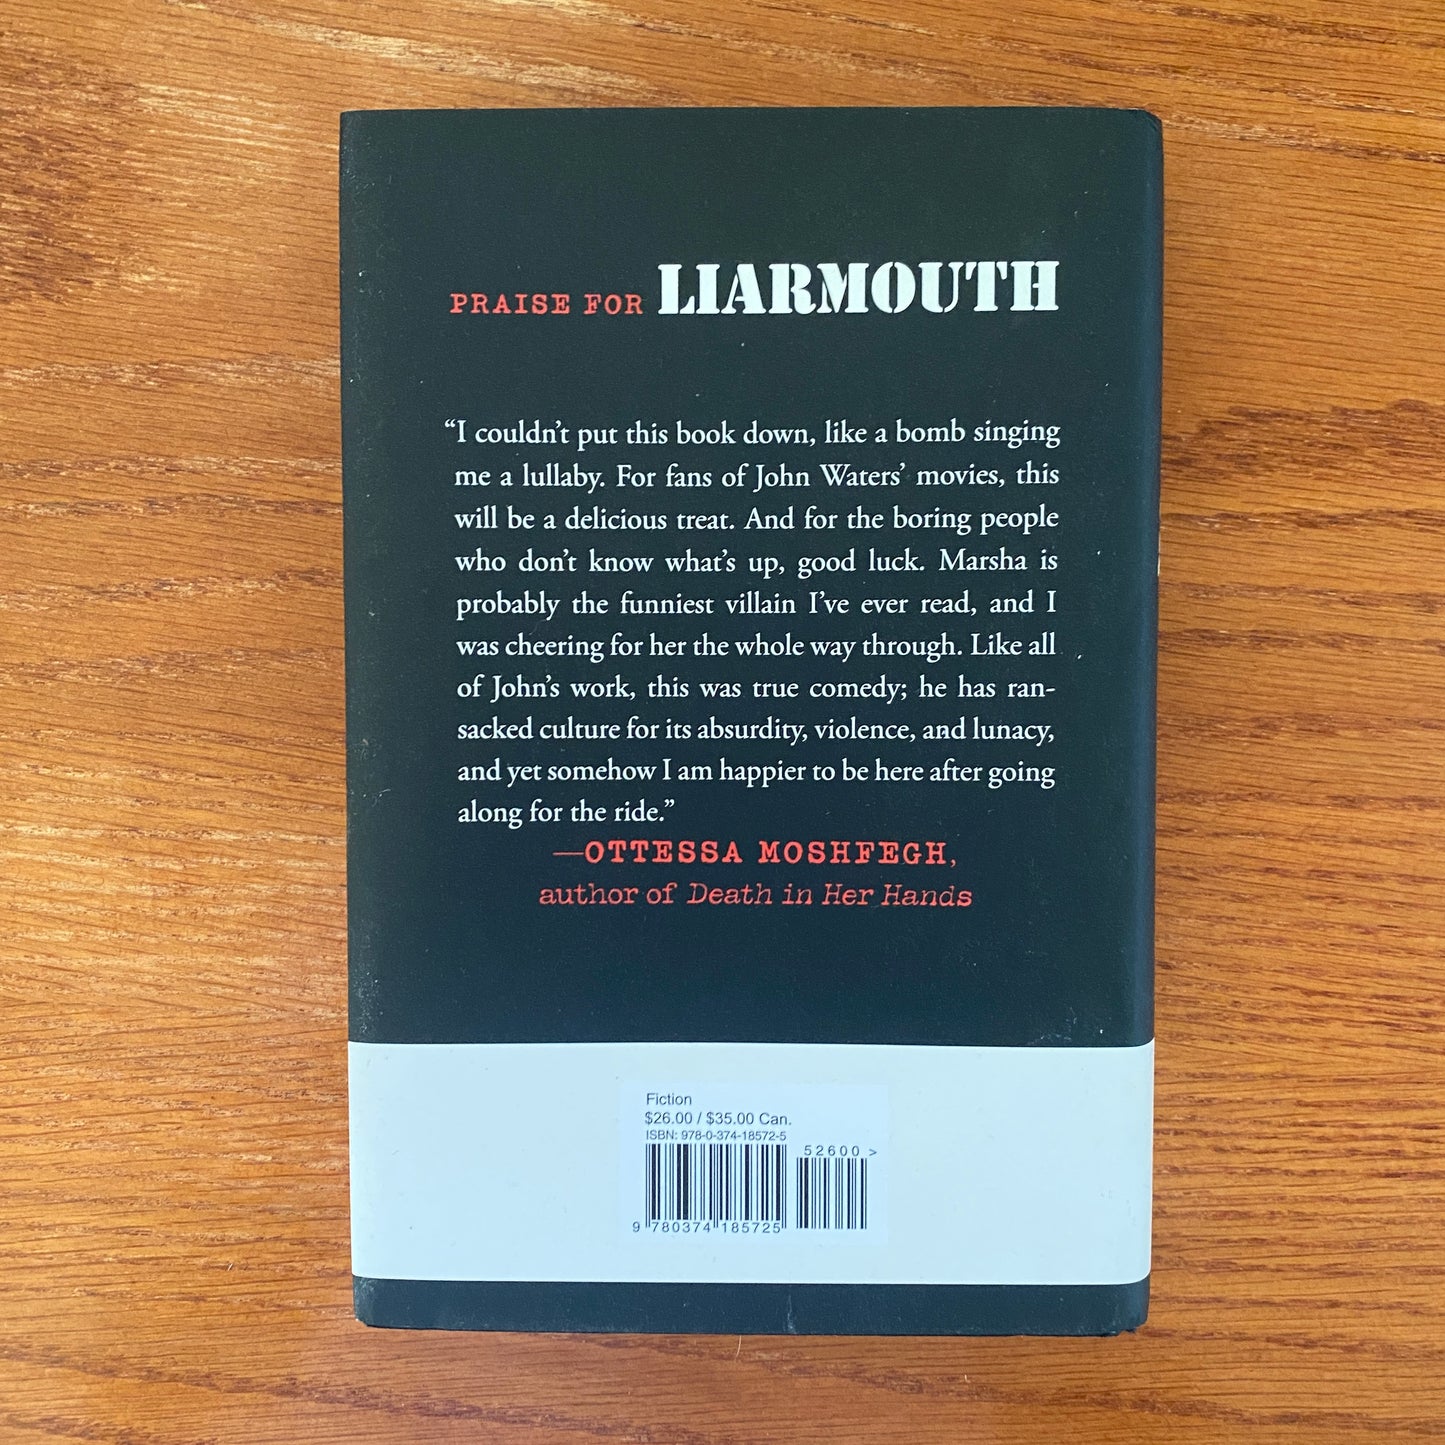 PRAISE FOR LIARMOUTH
“I couldn’t put this book down, like a bomb singing
me a lullaby. For fans of John Waters’ movies, this
will be a delicious treat. And for the boring people
who don’t know what’s up, good luck. Marsha is
probably the funniest villain I’ve ever read, and I
was cheering for her the whole way through. Like all
of John’s work, this was true comedy; he has ran-
sacked culture for its absurdity, violence, and lunacy,
and yet somehow I am happier to be here after going
along for the ride.”
—OTTESSA MOSHFEGH,
author of Death in Her Hands
Fiction
$26.00 / $35.00 Can.
ISBN: 978-0-374-18572-5
52600 >
9 780374 185725